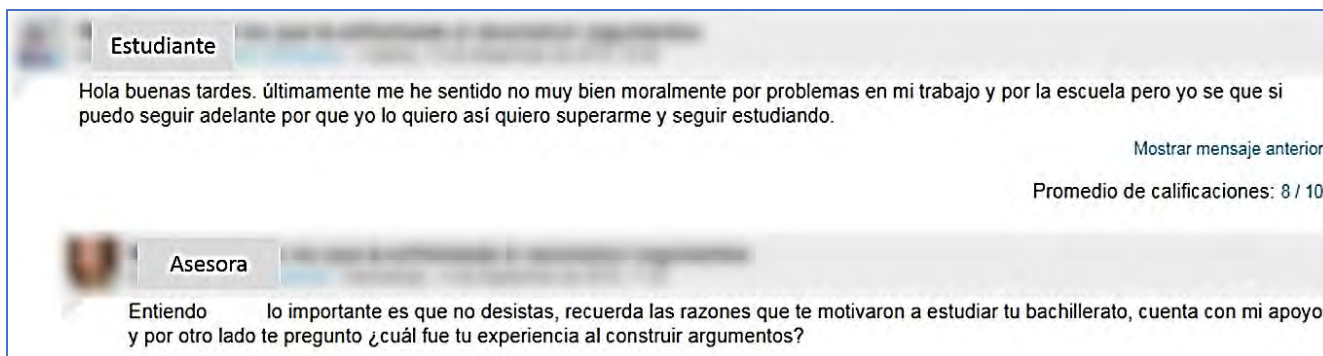 Estudiante
Hola buenas tardes. últimamente me he sentido no muy bien moralmente por problemas en mi trabajo y por la escuela pero yo se que si
puedo seguir adelante por que yo lo quiero así quiero superarme y seguir estudiando.
Mostrar mensaje anterior
Promedio de calificaciones: 8 / 10
Asesora
Entiendo lo importante es que no desistas, recuerda las razones que te motivaron a estudiar tu bachillerato, cuenta con mi apoyo
y por otro lado te pregunto ¿cuál fue tu experiencia al construir argumentos?